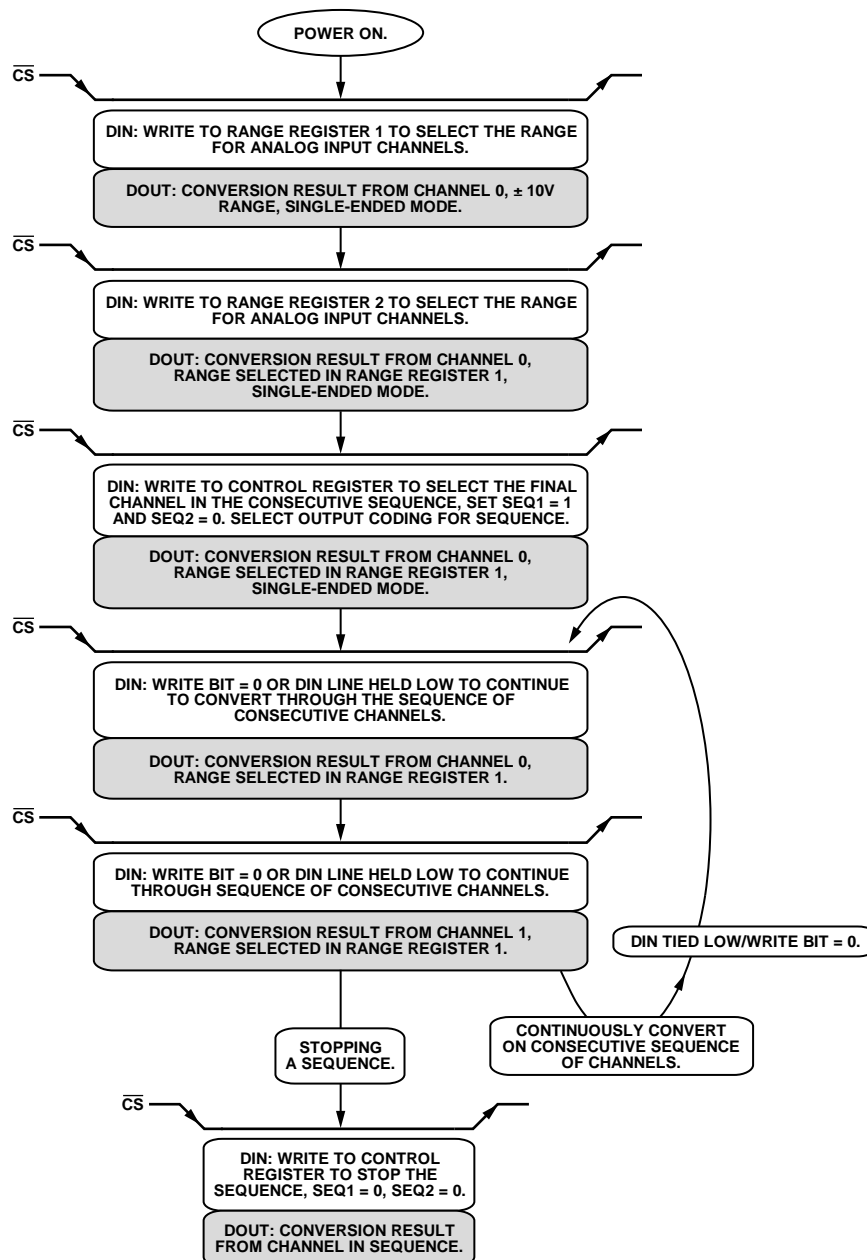 POWER ON.
CS
DIN: WRITE TO RANGE REGISTER 1 TO SELECT THE RANGE
FOR ANALOG INPUT CHANNELS.
DOUT: CONVERSION RESULT FROM CHANNEL 0, ± 10V
RANGE, SINGLE-ENDED MODE.
CS
DIN: WRITE TO RANGE REGISTER 2 TO SELECT THE RANGE
FOR ANALOG INPUT CHANNELS.
DOUT: CONVERSION RESULT FROM CHANNEL 0,
RANGE SELECTED IN RANGE REGISTER 1,
SINGLE-ENDED MODE.
CS
DIN: WRITE TO CONTROL REGISTER TO SELECT THE FINAL
CHANNEL IN THE CONSECUTIVE SEQUENCE, SET SEQ1 = 1
AND SEQ2 = 0. SELECT OUTPUT CODING FOR SEQUENCE.
DOUT: CONVERSION RESULT FROM CHANNEL 0,
RANGE SELECTED IN RANGE REGISTER 1,
SINGLE-ENDED MODE.
CS
DIN: WRITE BIT = 0 OR DIN LINE HELD LOW TO CONTINUE
TO CONVERT THROUGH THE SEQUENCE OF
CONSECUTIVE CHANNELS.
DOUT: CONVERSION RESULT FROM CHANNEL 0,
RANGE SELECTED IN RANGE REGISTER 1.
CS
DIN: WRITE BIT = 0 OR DIN LINE HELD LOW TO CONTINUE
THROUGH SEQUENCE OF CONSECUTIVE CHANNELS.
DOUT: CONVERSION RESULT FROM CHANNEL 1,
RANGE SELECTED IN RANGE REGISTER 1.
DIN TIED LOW/WRITE BIT = 0.
CONTINUOUSLY CONVERT
ON CONSECUTIVE SEQUENCE
OF CHANNELS.
STOPPING
A SEQUENCE.
CS
DIN: WRITE TO CONTROL
REGISTER TO STOP THE
SEQUENCE, SEQ1 = 0, SEQ2 = 0.
DOUT: CONVERSION RESULT
FROM CHANNEL IN SEQUENCE.